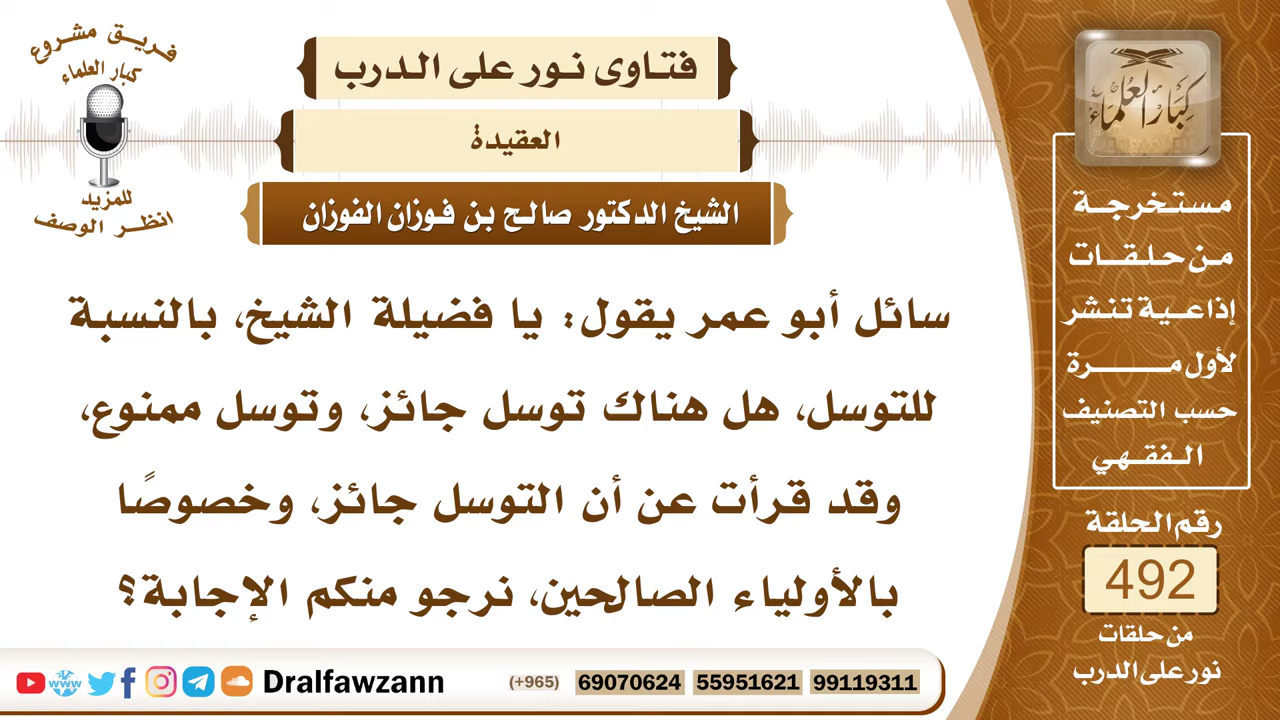 فريق مشروع
كبار العلماء
للمزيد
انظر الوصف
فتاوى نور على الدرب
العقيدة
الشيخ الدكتور صالح بن فوزان الفوزان
سائل أبو عمر يقول: يا فضيلة الشيخ، بالنسبة
للتوسل، هل هناك توسل جائز، وتوسل ممنوع،
وقد قرأت عن أن التوسل جائز، وخصوصًا
بالأولياء الصالحين، نرجو منكم الإجابة؟
كبار العلماء
مستخرجة
من حلقات
إذاعية تنشر
لأول مرة
حسب التصنيف
الفقهي
رقم الحلقة
492
من حلقات
نور على الدرب
www Dralfawzann (+965) 69070624 55951621 99119311